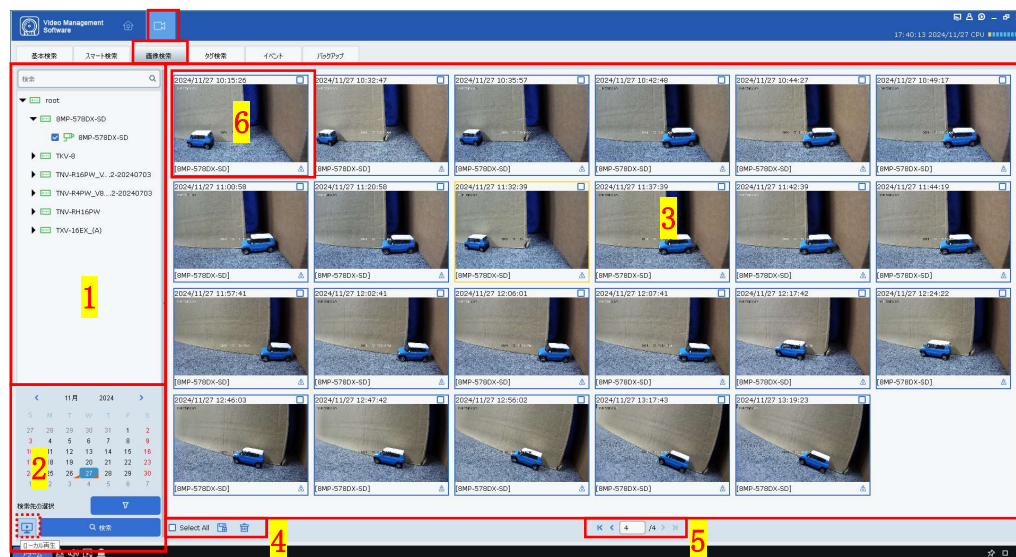 Video Management
Software
17:40:13 2024/11/27 CPU
基本検索 スマート検索 画像検索 タグ検索 イベント バックアップ
検索
root
8MP-578DX-SD
8MP-578DX-SD
TKV-8
TNV-R16PW_V...2-20240703
TNV-R4PW_V8...2-20240703
TNV-RH16PW
TXV-16EX_(A)
1
11月 2024
S M T W T F S
27 28 29 30 31 1 2
3 4 5 6 7 8 9
11 12 13 14 15 16
18 19 20 21 22 23
25 26 27 28 29 30
2 3 4 5 6 7
2
検索先の選択
検索
ローカル再生
2024/11/27 10:15:26 2024/11/27 10:32:47 2024/11/27 10:35:57 2024/11/27 10:42:48 2024/11/27 10:44:27 2024/11/27 10:49:17
6
[8MP-578DX-SD] [8MP-578DX-SD] [8MP-578DX-SD] [8MP-578DX-SD] [8MP-578DX-SD] [8MP-578DX-SD]
2024/11/27 11:00:58 2024/11/27 11:20:58 2024/11/27 11:32:39 2024/11/27 11:37:39 2024/11/27 11:42:39 2024/11/27 11:44:19
3
[8MP-578DX-SD] [8MP-578DX-SD] [8MP-578DX-SD] [8MP-578DX-SD] [8MP-578DX-SD] [8MP-578DX-SD]
2024/11/27 11:57:41 2024/11/27 12:02:41 2024/11/27 12:06:01 2024/11/27 12:07:41 2024/11/27 12:17:42 2024/11/27 12:24:22
[8MP-578DX-SD] [8MP-578DX-SD] [8MP-578DX-SD] [8MP-578DX-SD] [8MP-578DX-SD] [8MP-578DX-SD]
2024/11/27 12:46:03 2024/11/27 12:47:42 2024/11/27 12:56:02 2024/11/27 13:17:43 2024/11/27 13:19:23
[8MP-578DX-SD] [8MP-578DX-SD] [8MP-578DX-SD] [8MP-578DX-SD] [8MP-578DX-SD]
Select All
4
4 /4
5